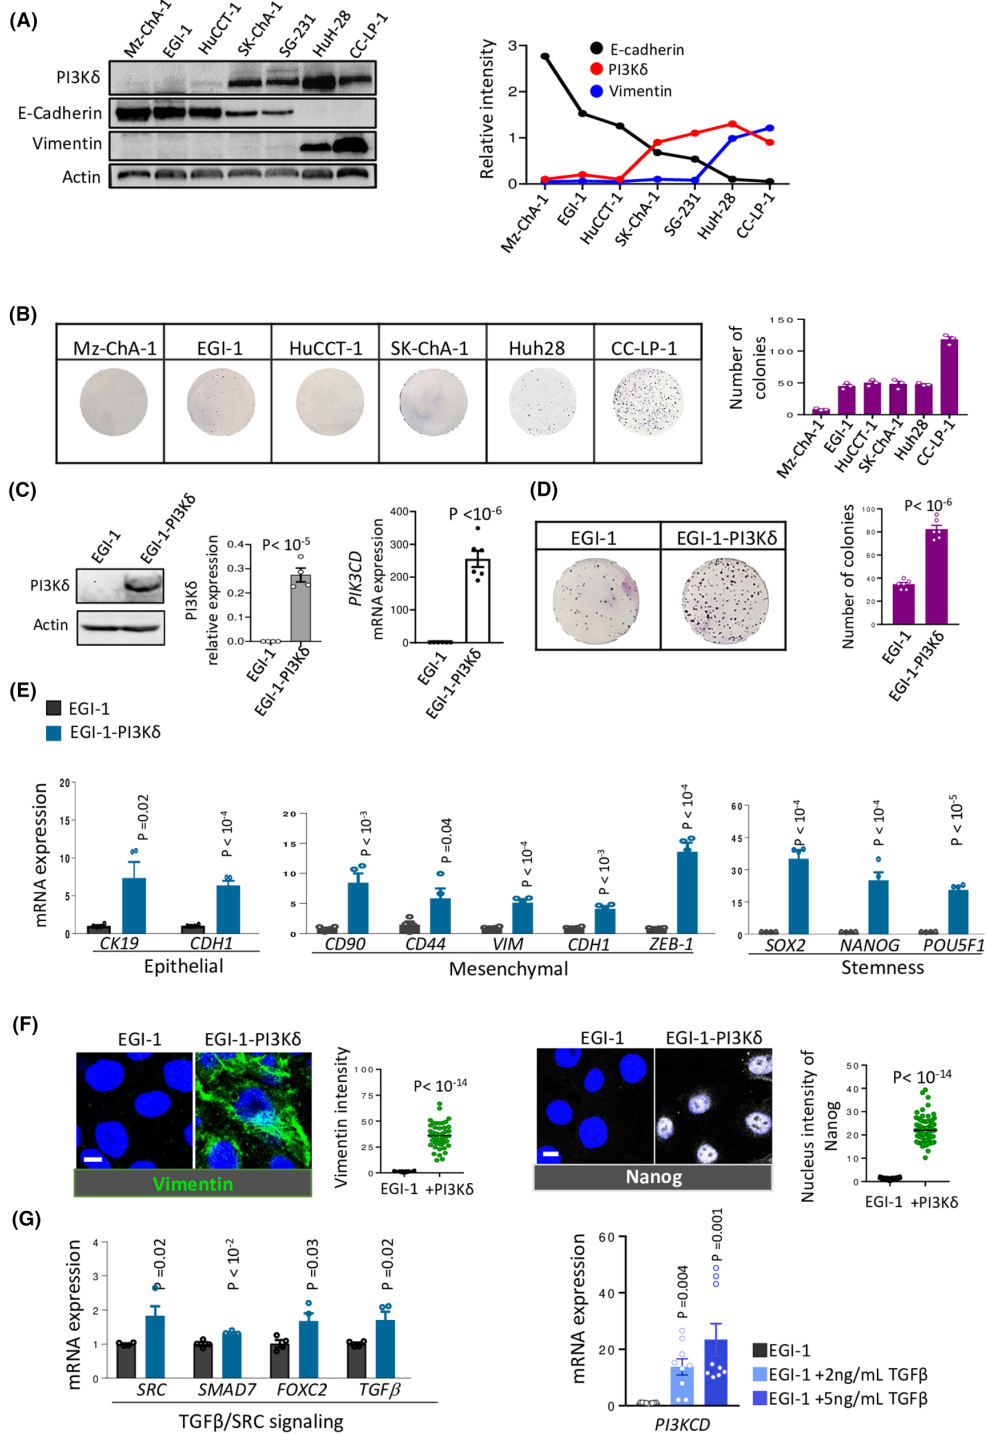 (A)
Mz-ChA-1
EGI-1
HuCCT-1
SK-ChA-1
SG-231
HuH-28
CC-LP-1
PI3Kδ
E-Cadherin
Vimentin
Actin
Relative intensity
3
2
1
0
E-cadherin
PI3Kδ
Vimentin
Mz-ChA-1
EGI-1
HuCCT-1
SK-ChA-1
SG-231
HuH-28
CC-LP-1
(B)
Mz-ChA-1 EGI-1 HuCCT-1 SK-ChA-1 Huh28 CC-LP-1
Number of
colonies
150
100
50
0
Mz-ChA-1
EGI-1
HuCCT-1
SK-ChA-1
Huh28
CC-LP-1
(C)
EGI-1
EGI-1-PI3Kδ
PI3Kδ
Actin
PI3Kδ
relative expression
0.4
0.3
0.2
0.1
0.0
P< 10-5
EGI-1
EGI-1-PI3Kδ
PIK3CD
mRNA expression
400
300
200
100
0
P <10-6
EGI-1
EGI-1-PI3Kδ
(D)
EGI-1 EGI-1-PI3Kδ
Number of colonies
100
80
60
40
20
0
P< 10-6
EGI-1
EGI-1-PI3Kδ
(E)
EGI-1
EGI-1-PI3Kδ
mRNA expression
20
15
10
5
0
P =0.02
P < 10-4
CK19 CDH1
Epithelial
20
15
10
5
0
P < 10-3
P =0.04
P < 10-4
P < 10-3
P < 10-4
CD90 CD44 VIM CDH1 ZEB-1
Mesenchymal
60
45
30
15
0
P < 10-4
P < 10-4
P < 10-5
SOX2 NANOG POU5F1
Stemness
(F)
EGI-1 EGI-1-PI3Kδ
Vimentin
Vimentin intensity
100
75
50
25
0
P< 10-14
EGI-1 +PI3Kδ
EGI-1 EGI-1-PI3Kδ
Nanog
Nucleus intensity of
Nanog
50
40
30
20
10
0
P< 10-14
EGI-1 +PI3Kδ
(G)
mRNA expression
4
3
2
1
0
P =0.02
P < 10-2
P =0.03
P =0.02
SRC SMAD7 FOXC2 TGFβ
TGFβ/SRC signaling
mRNA expression
60
40
20
0
P =0.004
P =0.001
PI3KCD
EGI-1
EGI-1 +2ng/mL TGFβ
EGI-1 +5ng/mL TGFβ